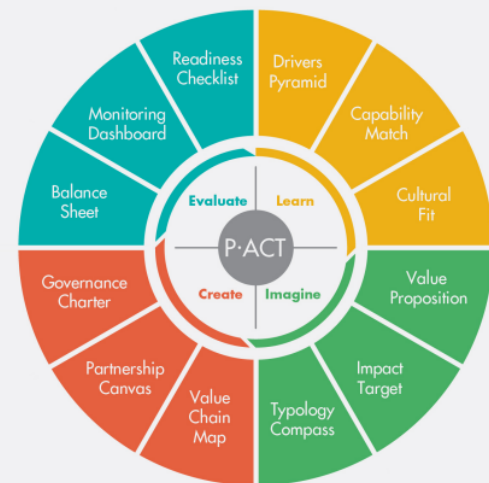 Readiness
Checklist
Drivers
Pyramid
Monitoring
Dashboard
Capability
Match
Balance
Sheet
Cultural
Fit
Evaluate
Learn
P·ACT
Create
Imagine
Governance
Charter
Value
Proposition
Partnership
Canvas
Impact
Target
Value
Chain
Map
Typology
Compass